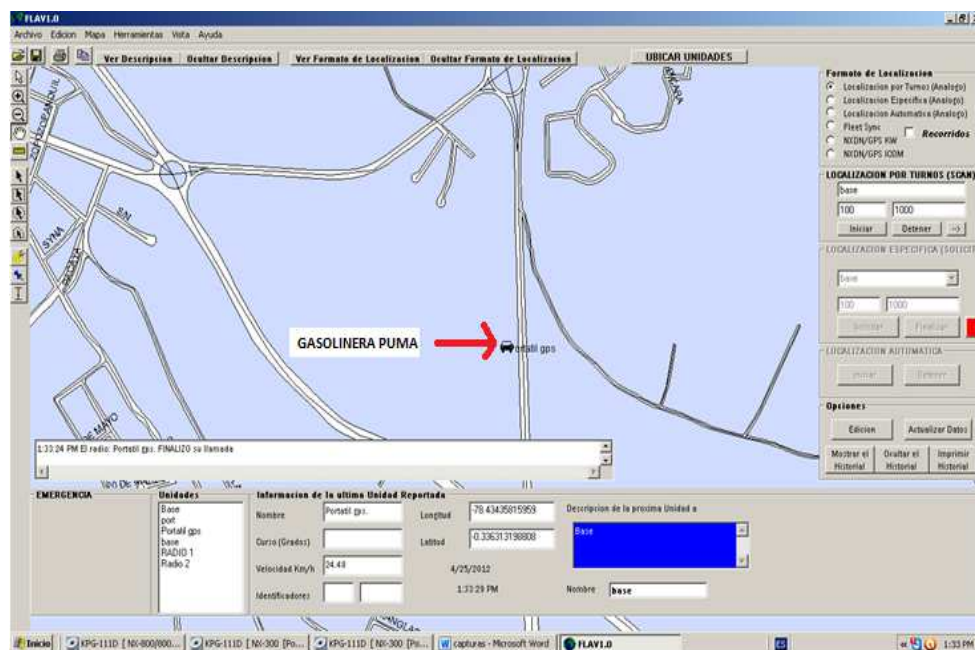 FLAV1.0
Archivo Edicion Mapa Herramientas Vista Ayuda
Ver Descripcion Ocultar Descripcion Ver Formato de Localizacion Ocultar Formato de Localizacion UBICAR UNIDADES
Formato de Localizacion
Localizacion por Turnos (Analogo)
Localizacion Especifica (Analogo)
Localizacion Automatica (Analogo)
Fleet Sync
Recorridos
NXDN/GPS KW
NXDN/GPS ICOM
LOCALIZACION POR TURNOS (SCAN)
base
100 1000
Iniciar Detener -->
LOCALIZACION ESPECIFICA (SOLICIT
base
100 1000
Solicitar Finalizar
LOCALIZACION AUTOMATICA
Iniciar Detener
Opciones
Edicion Actualizar Datos
Mostrar el Historial
Ocultar el Historial
Imprimir Historial
SYNA
S/N
PACAYA
GASOLINERA PUMA
ortatil gps
DE MAYO
1:33:24 PM El radio: Portatil gps. FINALIZO su llamada
EMERGENCIA
Unidades
Base
port
Portatil gps
base
RADIO 1
Radio 2
Informacion de la ultima Unidad Reportada
Nombre Portatil gps. Longitud -78.43435815959
Curso (Grados) Latitud -0.336313198808
Velocidad Km/h 24.48 4/25/2012
Identificadores 1:33:29 PM
Descripcion de la proxima Unidad a
Base
Nombre base
Inicio KPG-111D [ NX-800/800... KPG-111D [ NX-300 [Po... KPG-111D [ NX-300 [Po... capturas - Microsoft Word FLAV1.0 1:33 PM